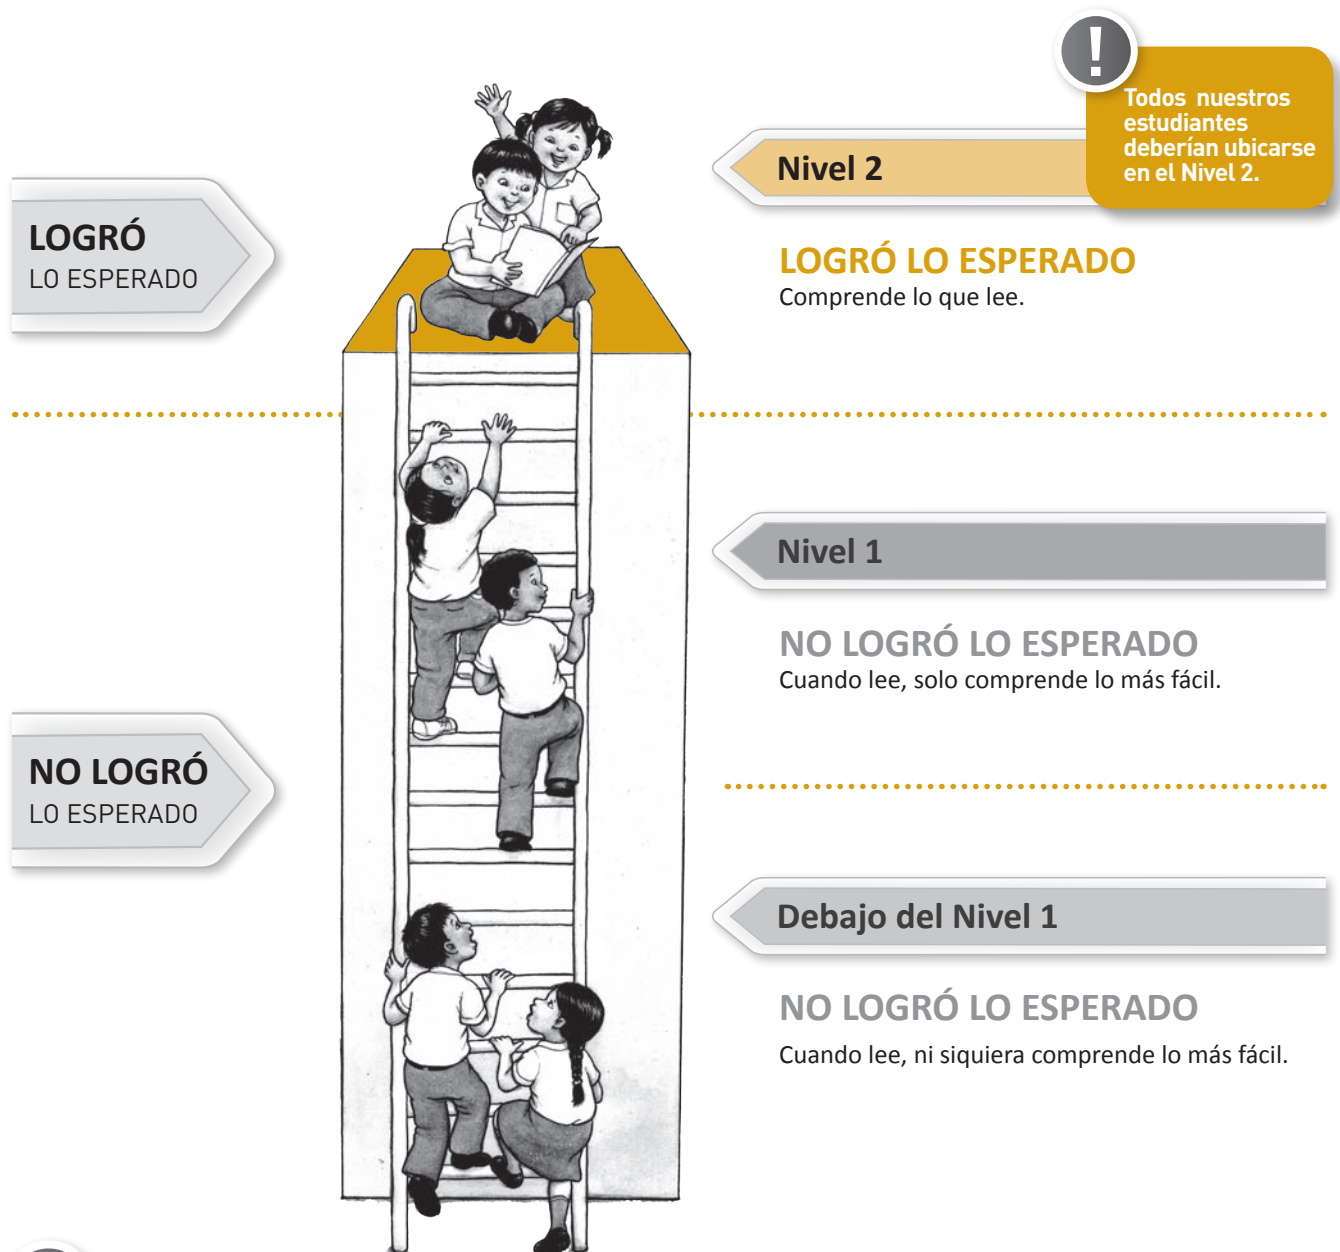 !
Todos nuestros
estudiantes
deberían ubicarse
en el Nivel 2.
Nivel 2
LOGRÓ
LO ESPERADO
LOGRÓ LO ESPERADO
Comprende lo que lee.
Nivel 1
NO LOGRÓ LO ESPERADO
Cuando lee, solo comprende lo más fácil.
NO LOGRÓ
LO ESPERADO
Debajo del Nivel 1
NO LOGRÓ LO ESPERADO
Cuando lee, ni siquiera comprende lo más fácil.